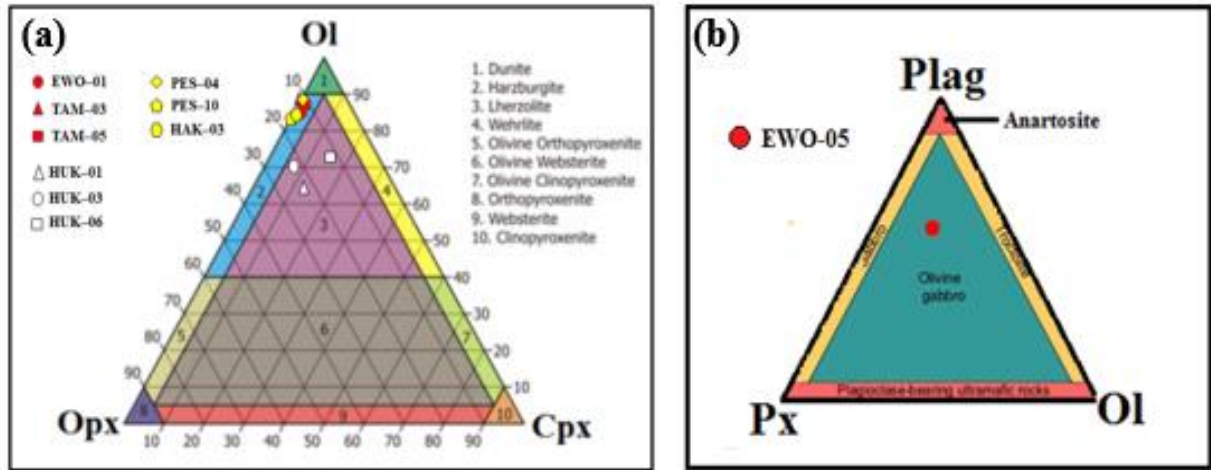 (a)
Ol
EWO–01
TAM–03
TAM–05
HUK–01
HUK–03
HUK–06
PES–04
PES–10
HAK–03
1. Dunite
2. Harzburgite
3. Lherzolite
4. Wehrlite
5. Olivine Orthopyroxenite
6. Olivine Websterite
7. Olivine Clinopyroxenite
8. Orthopyroxenite
9. Websterite
10. Clinopyroxenite
10
20
30
40
50
60
70
80
90
90
80
70
60
50
40
30
20
10
1
2
3
4
5
6
7
8
9
10
Opx
Cpx
10 20 30 40 50 60 70 80 90
(b)
Plag
Anartosite
EWO-05
Gabbro
Troctolite
Olivine
gabbro
Plagioclase-bearing ultramafic rocks
Px
Ol